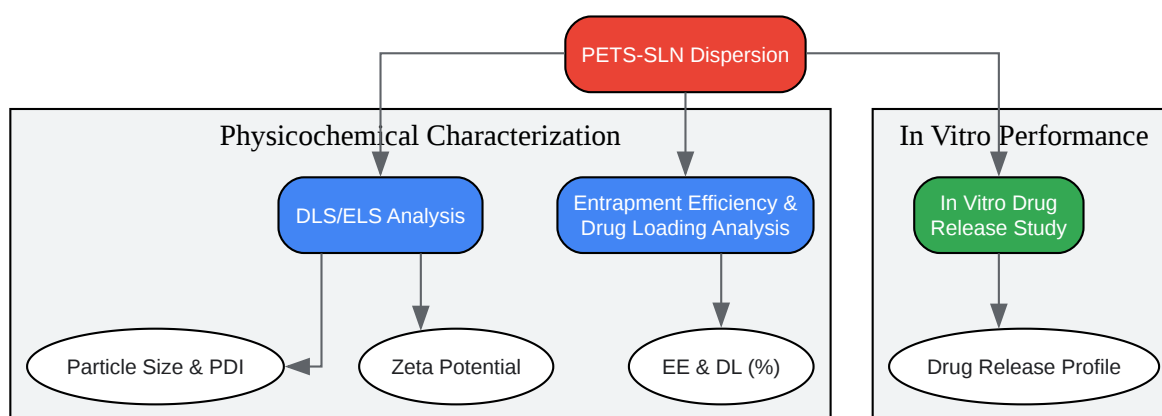 PETS-SLN Dispersion
Physicochemical Characterization
In Vitro Performance
DLS/ELS Analysis
Entrapment Efficiency &
Drug Loading Analysis
In Vitro Drug
Release Study
Particle Size & PDI
Zeta Potential
EE & DL (%)
Drug Release Profile